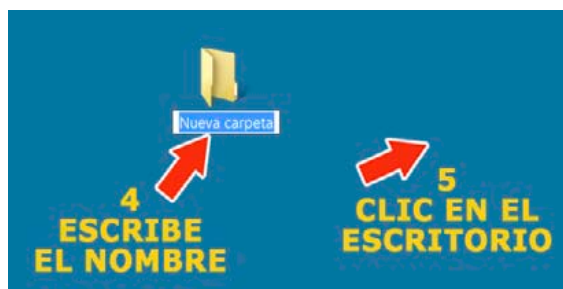 Nueva carpeta
4
ESCRIBE
EL NOMBRE
5
CLIC EN EL
ESCRITORIO